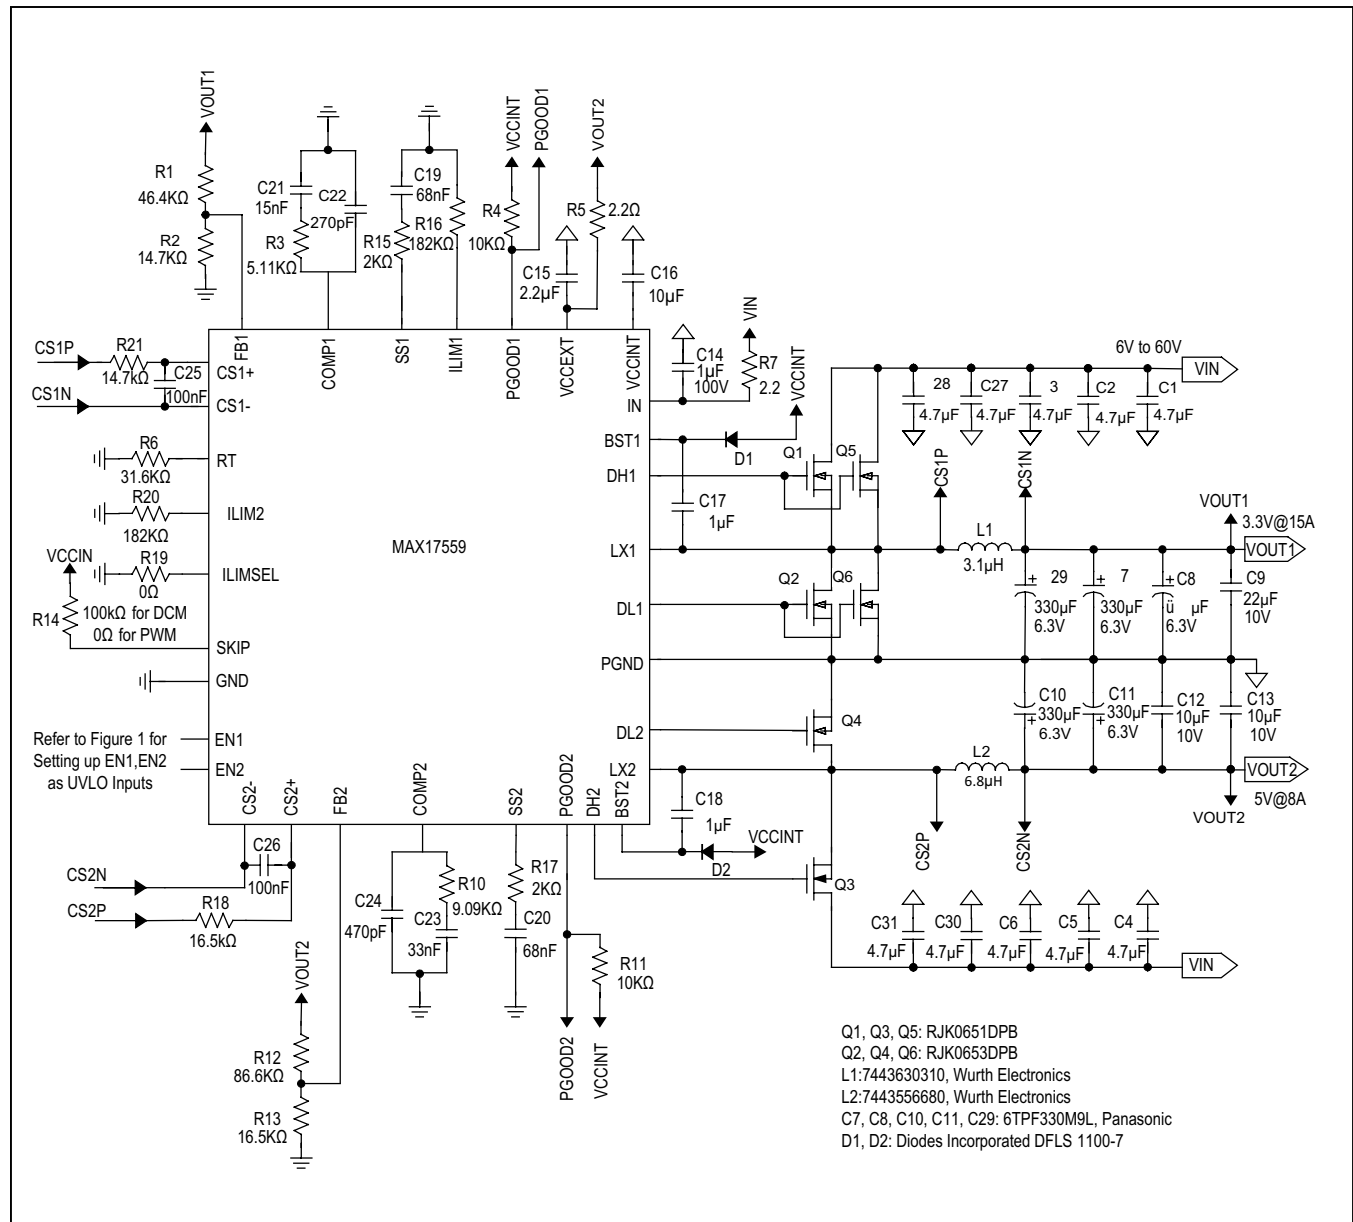 VOUT1
R1
46.4KΩ
R2
14.7KΩ
C21
15nF
C22
270pF
R3
5.11KΩ
C19
68nF
R16
182KΩ
R15
2KΩ
VCCINT
PGOOD1
R4
10KΩ
VOUT2
R5
2.2Ω
C15
2.2µF
C16
10µF
VIN
C14
1µF
100V
R7
2.2
VCCINT
FB1
COMP1
SS1
ILIM1
PGOOD1
VCCEXT
VCCINT
CS1P
R21
14.7kΩ
C25
100nF
CS1N
CS1+
CS1-
R6
31.6KΩ
RT
R20
182KΩ
ILIM2
VCCIN
R19
0Ω
ILIMSEL
R14
100kΩ for DCM
0Ω for PWM
SKIP
GND
Refer to Figure 1 for
Setting up EN1,EN2
as UVLO Inputs
EN1
EN2
MAX17559
IN
BST1
DH1
LX1
DL1
PGND
DL2
LX2
D1
C17
1µF
Q1
Q5
Q2
Q6
Q4
Q3
6V to 60V
VIN
28
4.7µF
C27
4.7µF
3
4.7µF
C2
4.7µF
C1
4.7µF
CS1P
CS1N
L1
3.1µH
VOUT1
3.3V@15A
VOUT1
29
330µF
6.3V
7
330µF
6.3V
C8
ü µF
6.3V
C9
22µF
10V
C10
330µF
6.3V
C11
330µF
6.3V
C12
10µF
10V
C13
10µF
10V
L2
6.8µH
VOUT2
5V@8A
VOUT2
CS2P
CS2N
CS2-
CS2+
FB2
COMP2
SS2
PGOOD2
DH2
BST2
C18
1µF
D2
VCCINT
CS2N
C26
100nF
CS2P
R18
16.5kΩ
VOUT2
R12
86.6KΩ
R13
16.5KΩ
C24
470pF
R10
9.09KΩ
C23
33nF
R17
2KΩ
C20
68nF
R11
10KΩ
PGOOD2
VCCINT
C31
4.7µF
C30
4.7µF
C6
4.7µF
C5
4.7µF
C4
4.7µF
VIN
Q1, Q3, Q5: RJK0651DPB
Q2, Q4, Q6: RJK0653DPB
L1:7443630310, Wurth Electronics
L2:7443556680, Wurth Electronics
C7, C8, C10, C11, C29: 6TPF330M9L, Panasonic
D1, D2: Diodes Incorporated DFLS 1100-7